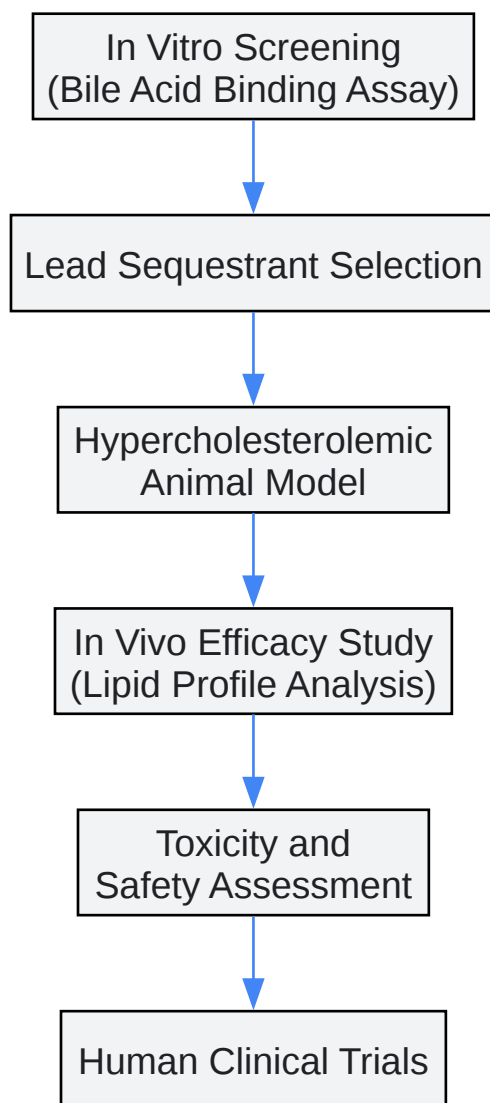 In Vitro Screening
(Bile Acid Binding Assay)
Lead Sequestrant Selection
Hypercholesterolemic
Animal Model
In Vivo Efficacy Study
(Lipid Profile Analysis)
Toxicity and
Safety Assessment
Human Clinical Trials